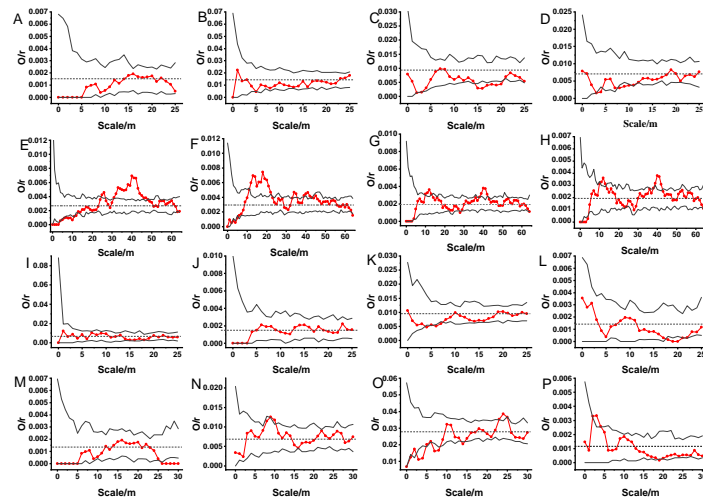 A
O/r
0.007
0.006
0.005
0.004
0.003
0.002
0.001
0.000
0 5 10 15 20 25
Scale/m
B
O/r
0.07
0.006
0.005
0.004
0.003
0.002
0.001
0.000
0 5 10 15 20 25
Scale/m
C
O/r
0.030
0.025
0.020
0.015
0.010
0.005
0.000
0 5 10 15 20 25
Scale/m
D
O/r
0.025
0.020
0.015
0.010
0.005
0.000
0 5 10 15 20 25
Scale/m
E
O/r
0.012
0.010
0.008
0.006
0.004
0.002
0.000
0 10 20 30 40 50 60
Scale/m
F
O/r
0.012
0.010
0.008
0.006
0.004
0.002
0.000
0 10 20 30 40 50 60
Scale/m
G
O/r
0.010
0.008
0.006
0.004
0.002
0.000
0 10 20 30 40 50 60
Scale/m
H
O/r
0.007
0.006
0.005
0.004
0.003
0.002
0.001
0.000
0 10 20 30 40 50 60
Scale/m
I
O/r
0.08
0.06
0.04
0.02
0.00
0 5 10 15 20 25
Scale/m
J
O/r
0.010
0.008
0.006
0.004
0.002
0.000
0 5 10 15 20 25
Scale/m
K
O/r
0.030
0.025
0.020
0.015
0.010
0.005
0.000
0 5 10 15 20 25
Scale/m
L
O/r
0.007
0.006
0.005
0.004
0.003
0.002
0.001
0.000
0 5 10 15 20 25
Scale/m
M
O/r
0.007
0.006
0.005
0.004
0.003
0.002
0.001
0.000
0 5 10 15 20 25 30
Scale/m
N
O/r
0.020
0.015
0.010
0.005
0.000
0 5 10 15 20 25 30
Scale/m
O
O/r
0.06
0.05
0.04
0.03
0.02
0.01
0.00
0 5 10 15 20 25 30
Scale/m
P
O/r
0.006
0.005
0.004
0.003
0.002
0.001
0.000
0 5 10 15 20 25 30
Scale/m